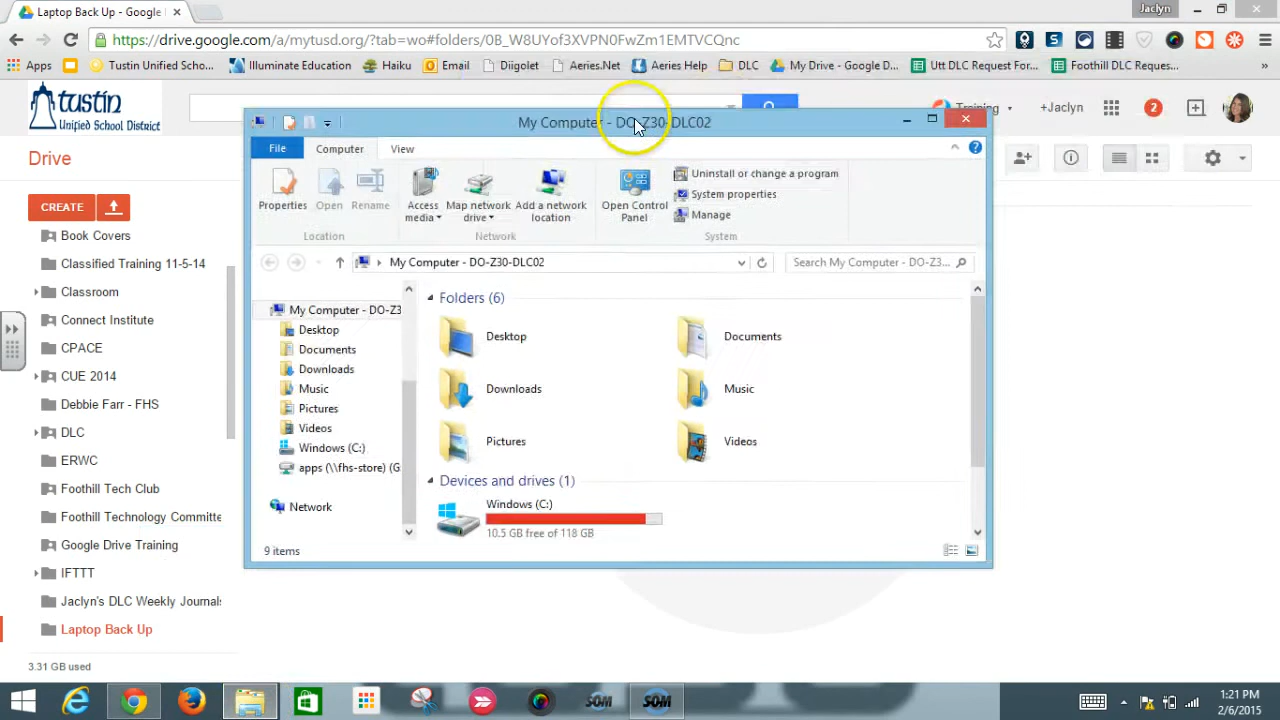 Laptop Back Up - Google
Jaclyn
https://drive.google.com/a/mytusd.org/?tab=wo#folders/0B_W8UYof3XVPN0FwZm1EMTVCQnc
Apps Tustin Unified Scho... Illuminate Education Haiku Email Diigolet Aeries.Net Aeries Help DLC My Drive - Google D... Utt DLC Request For... Foothill DLC Reques... »
tustin
Unified School District
Training +Jaclyn 2
My Computer - DO-Z30-DLC02
Drive
File Computer View
CREATE
Properties Open Rename
Location
Access media Map network drive Add a network location
Network
Open Control Panel
Uninstall or change a program
System properties
Manage
System
My Computer - DO-Z30-DLC02
Search My Computer - DO-Z3...
Book Covers
Classified Training 11-5-14
Classroom
Connect Institute
CPACE
CUE 2014
Debbie Farr - FHS
DLC
ERWC
Foothill Tech Club
Foothill Technology Committe
Google Drive Training
IFTTT
Jaclyn's DLC Weekly Journals
Laptop Back Up
3.31 GB used
My Computer - DO-Z3
Desktop
Documents
Downloads
Music
Pictures
Videos
Windows (C:)
apps (\\fhs-store) (G
Network
Folders (6)
Desktop Documents
Downloads Music
Pictures Videos
Devices and drives (1)
Windows (C:)
10.5 GB free of 118 GB
9 items
SOM SOM
1:21 PM
2/6/2015